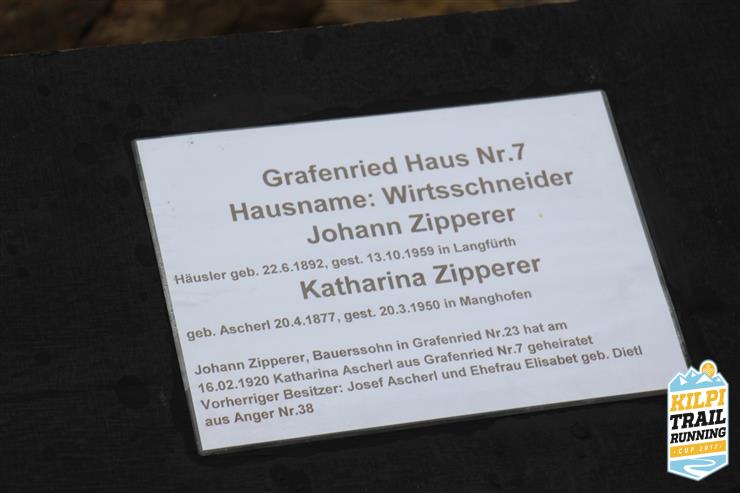 Grafenried Haus Nr.7
Hausname: Wirtsschneider
Johann Zipperer
Häusler geb. 22.6.1892, gest. 13.10.1959 in Langfürth
Katharina Zipperer
geb. Ascherl 20.4.1877, gest. 20.3.1950 in Manghofen
Johann Zipperer, Bauerssohn in Grafenried Nr.23 hat am
16.02.1920 Katharina Ascherl aus Grafenried Nr.7 geheiratet
Vorherriger Besitzer: Josef Ascherl und Ehefrau Elisabet geb. Dietl
aus Anger Nr.38
KILPI
TRAIL
RUNNING
· CUP 2017 ·